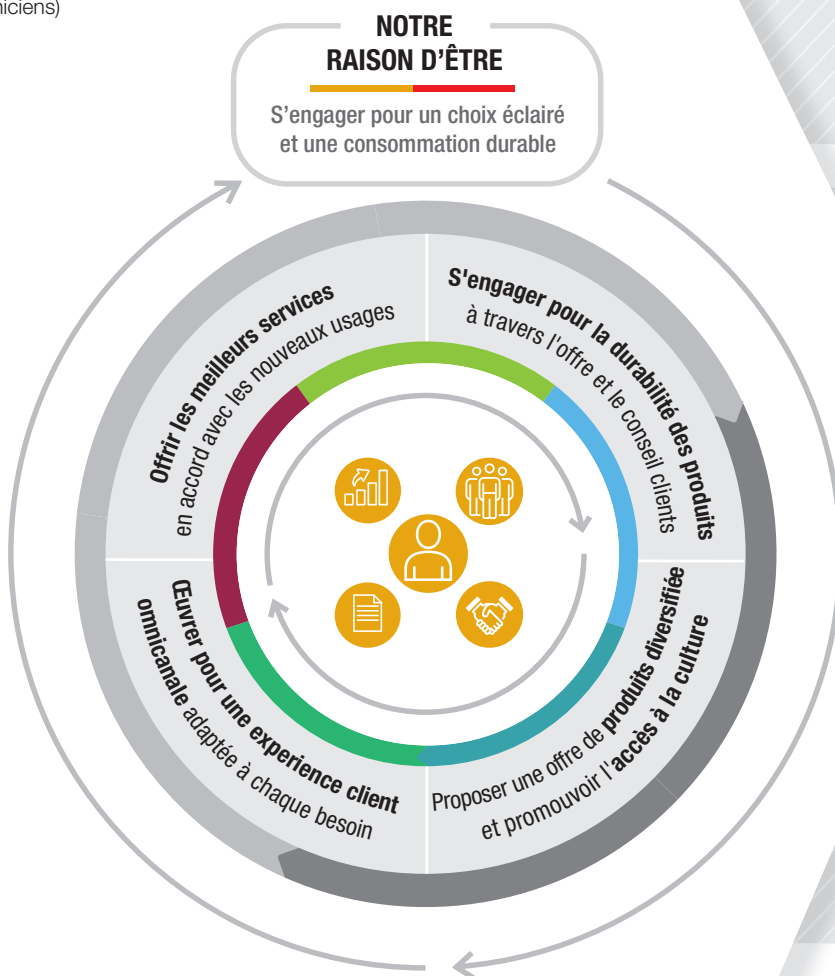 niciens)
NOTRE
RAISON D’ÊTRE
S’engager pour un choix éclairé
et une consommation durable
Offrir les meilleurs services
en accord avec les nouveaux usages
S'engager pour la durabilité des produits
à travers l'offre et le conseil clients
Œuvrer pour une experience client
omnicanale adaptée à chaque besoin
Proposer une offre de produits diversifiée
et promouvoir l'accès à la culture